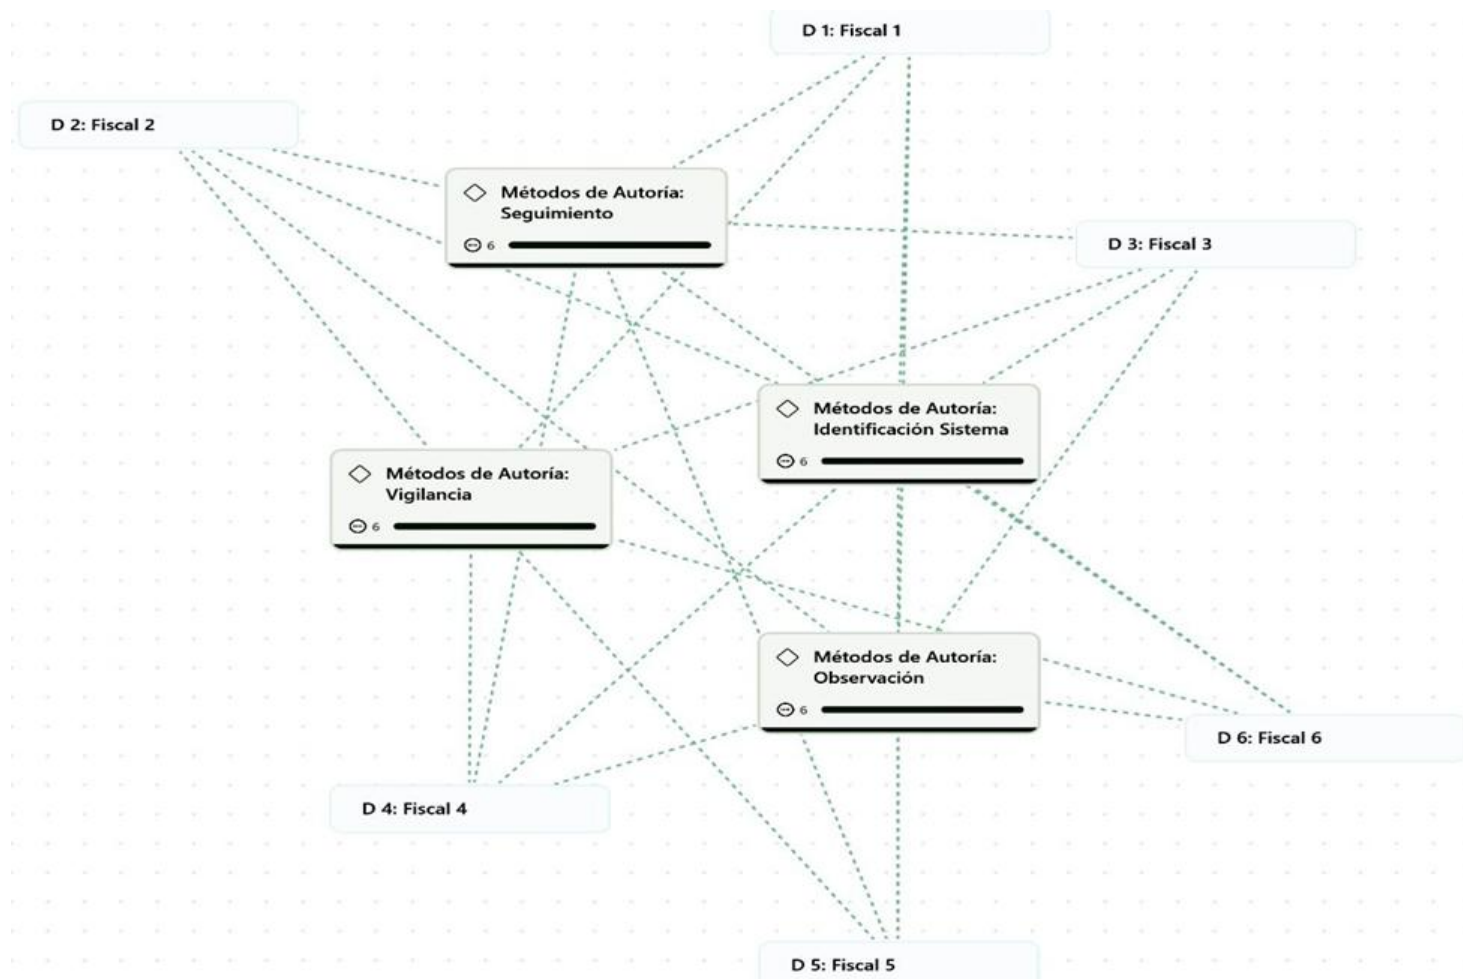 D 1: Fiscal 1
D 2: Fiscal 2
Métodos de Autoría:
Seguimiento
6
D 3: Fiscal 3
Métodos de Autoría:
Identificación Sistema
6
Métodos de Autoría:
Vigilancia
6
Métodos de Autoría:
Observación
6
D 6: Fiscal 6
D 4: Fiscal 4
D 5: Fiscal 5